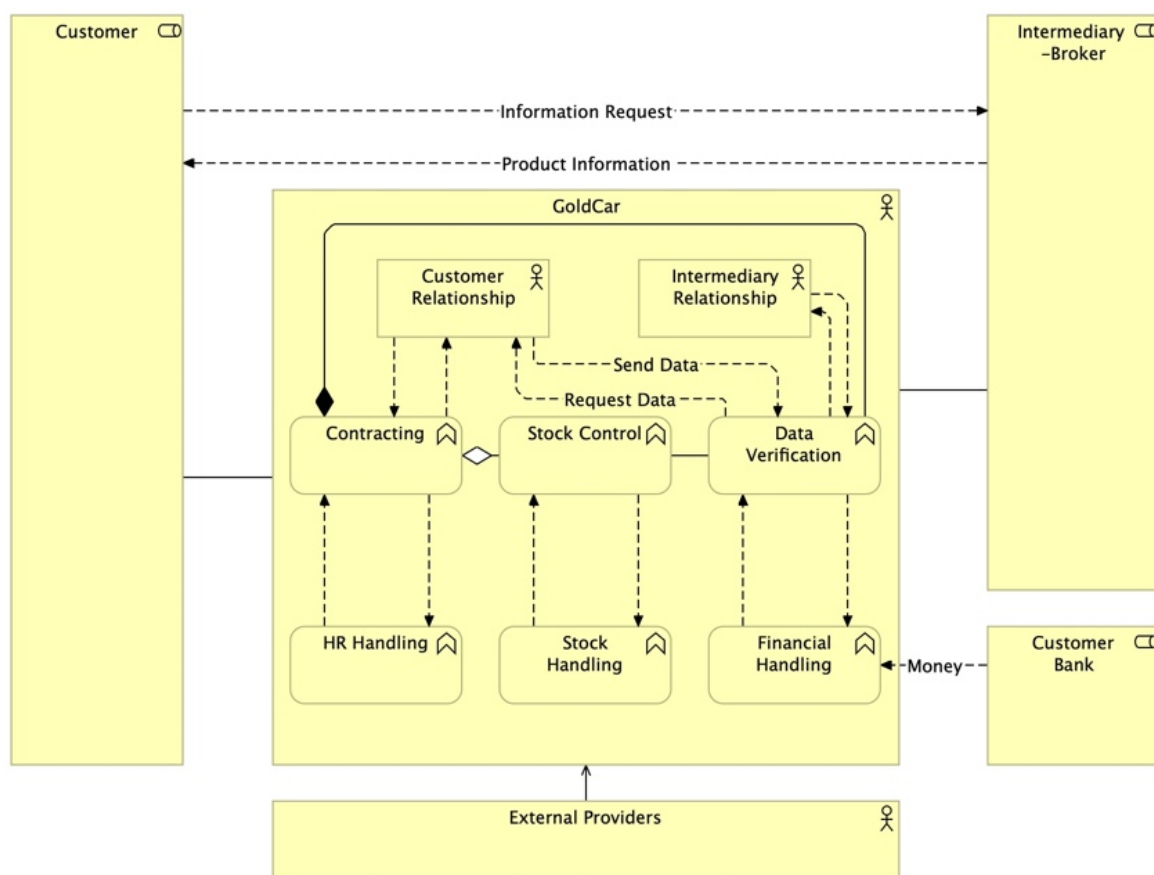 Customer
Intermediary
-Broker
Information Request
Product Information
GoldCar
Customer
Relationship
Intermediary
Relationship
Send Data
Request Data
Contracting
Stock Control
Data
Verification
HR Handling
Stock
Handling
Financial
Handling
Money
Customer
Bank
External Providers